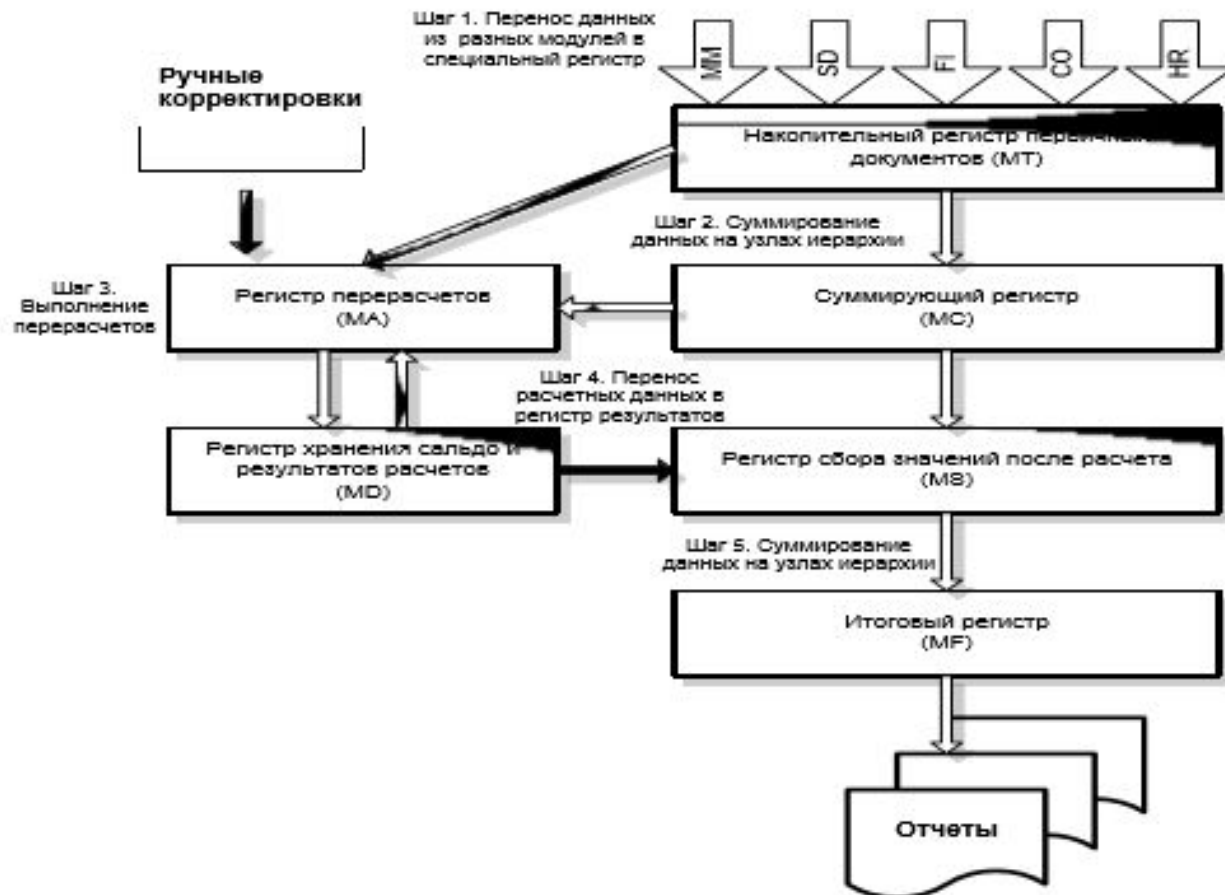 Шаг 1. Перенос данных
из разных модулей в
специальный регистр
MM
SD
FI
CO
HR
Ручные
корректировки
Накопительный регистр
документов (MT)
Шаг 2. Суммирование
данных на узлах иерархии
Шаг 3.
Выполнение
перерасчетов
Регистр перерасчетов
(MA)
Суммирующий регистр
(MC)
Шаг 4. Перенос
расчетных данных в
регистр результатов
Регистр хранения сальдо и
результатов расчетов
(MD)
Регистр сбора значений после расчета
(MS)
Шаг 5. Суммирование
данных на узлах иерархии
Итоговый регистр
(MF)
Отчеты